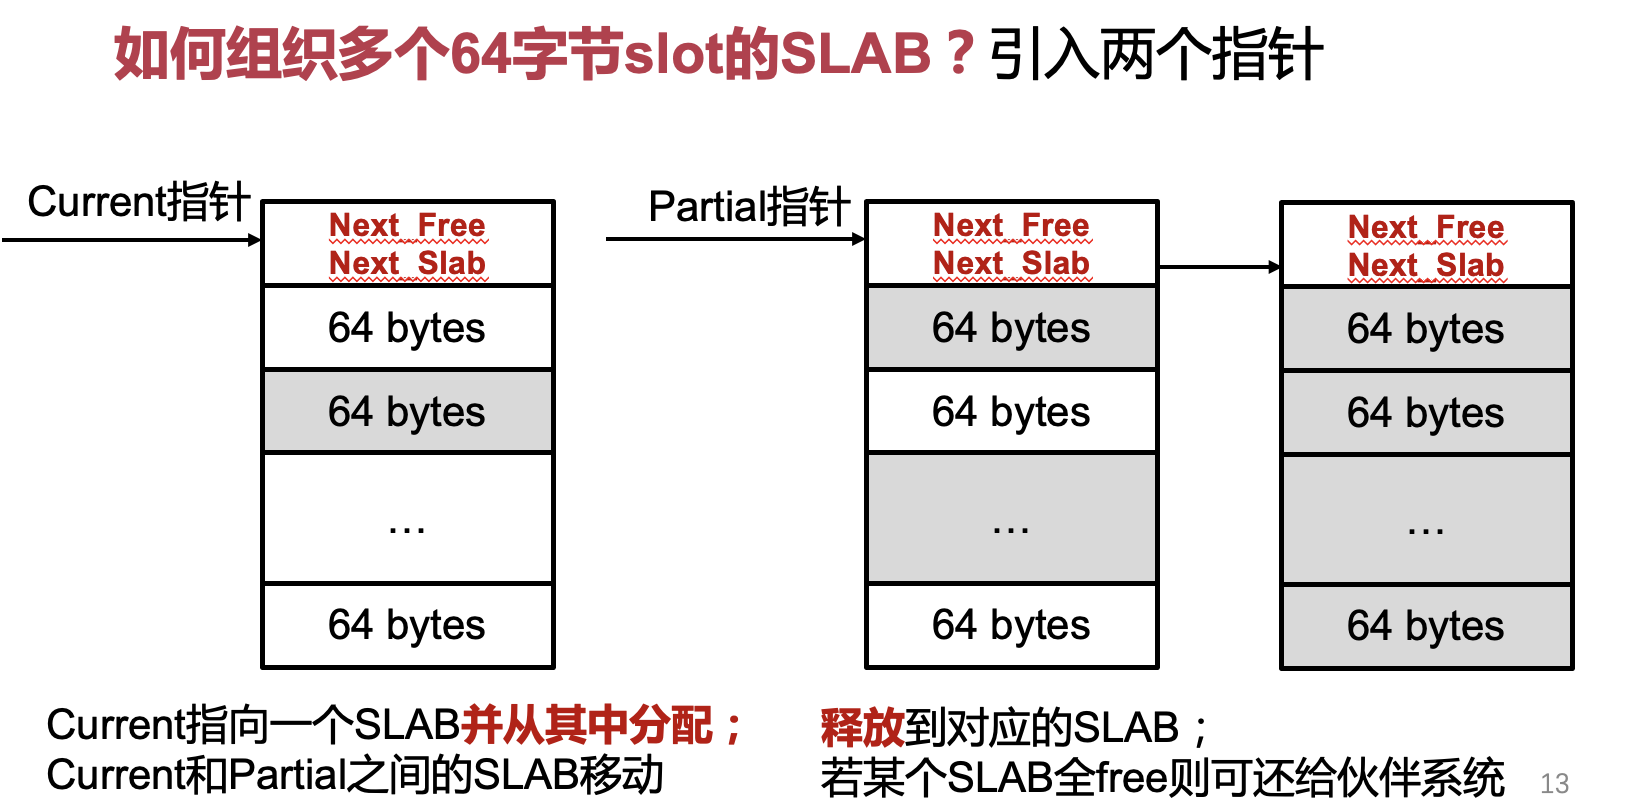 如何组织多个64字节slot的SLAB？引入两个指针
Current指针
Next_Free
Next_Slab
64 bytes
64 bytes
...
64 bytes
Partial指针
Next_Free
Next_Slab
64 bytes
64 bytes
...
64 bytes
Next_Free
Next_Slab
64 bytes
64 bytes
...
64 bytes
Current指向一个SLAB并从其中分配；
Current和Partial之间的SLAB移动
释放到对应的SLAB；
若某个SLAB全free则可还给伙伴系统
13